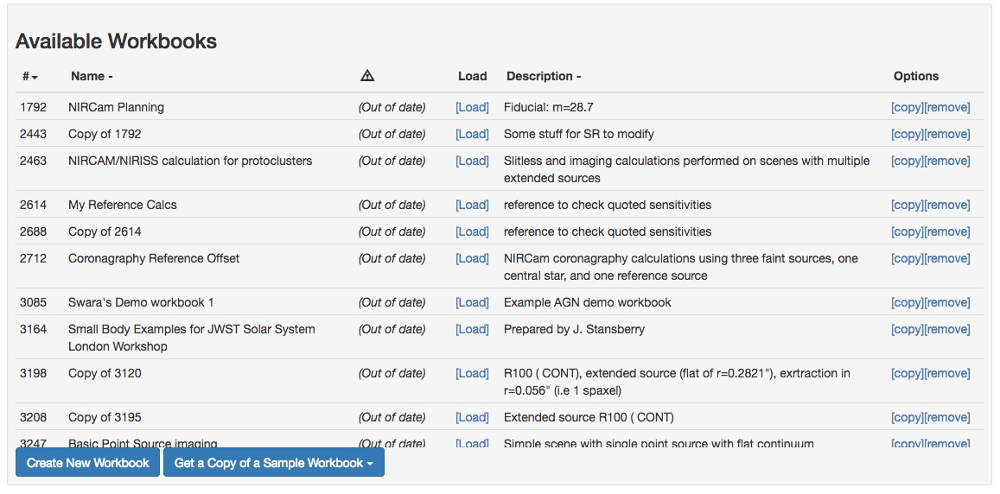 Available Workbooks
# Name - Load Description - Options
1792 NIRCam Planning (Out of date) [Load] Fiducial: m=28.7 [copy][remove]
2443 Copy of 1792 (Out of date) [Load] Some stuff for SR to modify [copy][remove]
2463 NIRCAM/NIRISS calculation for protoclusters (Out of date) [Load] Slitless and imaging calculations performed on scenes with multiple [copy][remove]
extended sources
2614 My Reference Calcs (Out of date) [Load] reference to check quoted sensitivities [copy][remove]
2688 Copy of 2614 (Out of date) [Load] reference to check quoted sensitivities [copy][remove]
2712 Coronagraphy Reference Offset (Out of date) [Load] NIRCam coronagraphy calculations using three faint sources, one [copy][remove]
central star, and one reference source
3085 Swara's Demo workbook 1 (Out of date) [Load] Example AGN demo workbook [copy][remove]
3164 Small Body Examples for JWST Solar System (Out of date) [Load] Prepared by J. Stansberry [copy][remove]
London Workshop
3198 Copy of 3120 (Out of date) [Load] R100 ( CONT), extended source (flat of r=0.2821"), exrtraction in [copy][remove]
r=0.056" (i.e 1 spaxel)
3208 Copy of 3195 (Out of date) [Load] Extended source R100 ( CONT) [copy][remove]
3247 Basic Point Source imaging (Out of date) [Load] Simple scene with single point source with flat continuum [copy][remove]
Create New Workbook Get a Copy of a Sample Workbook